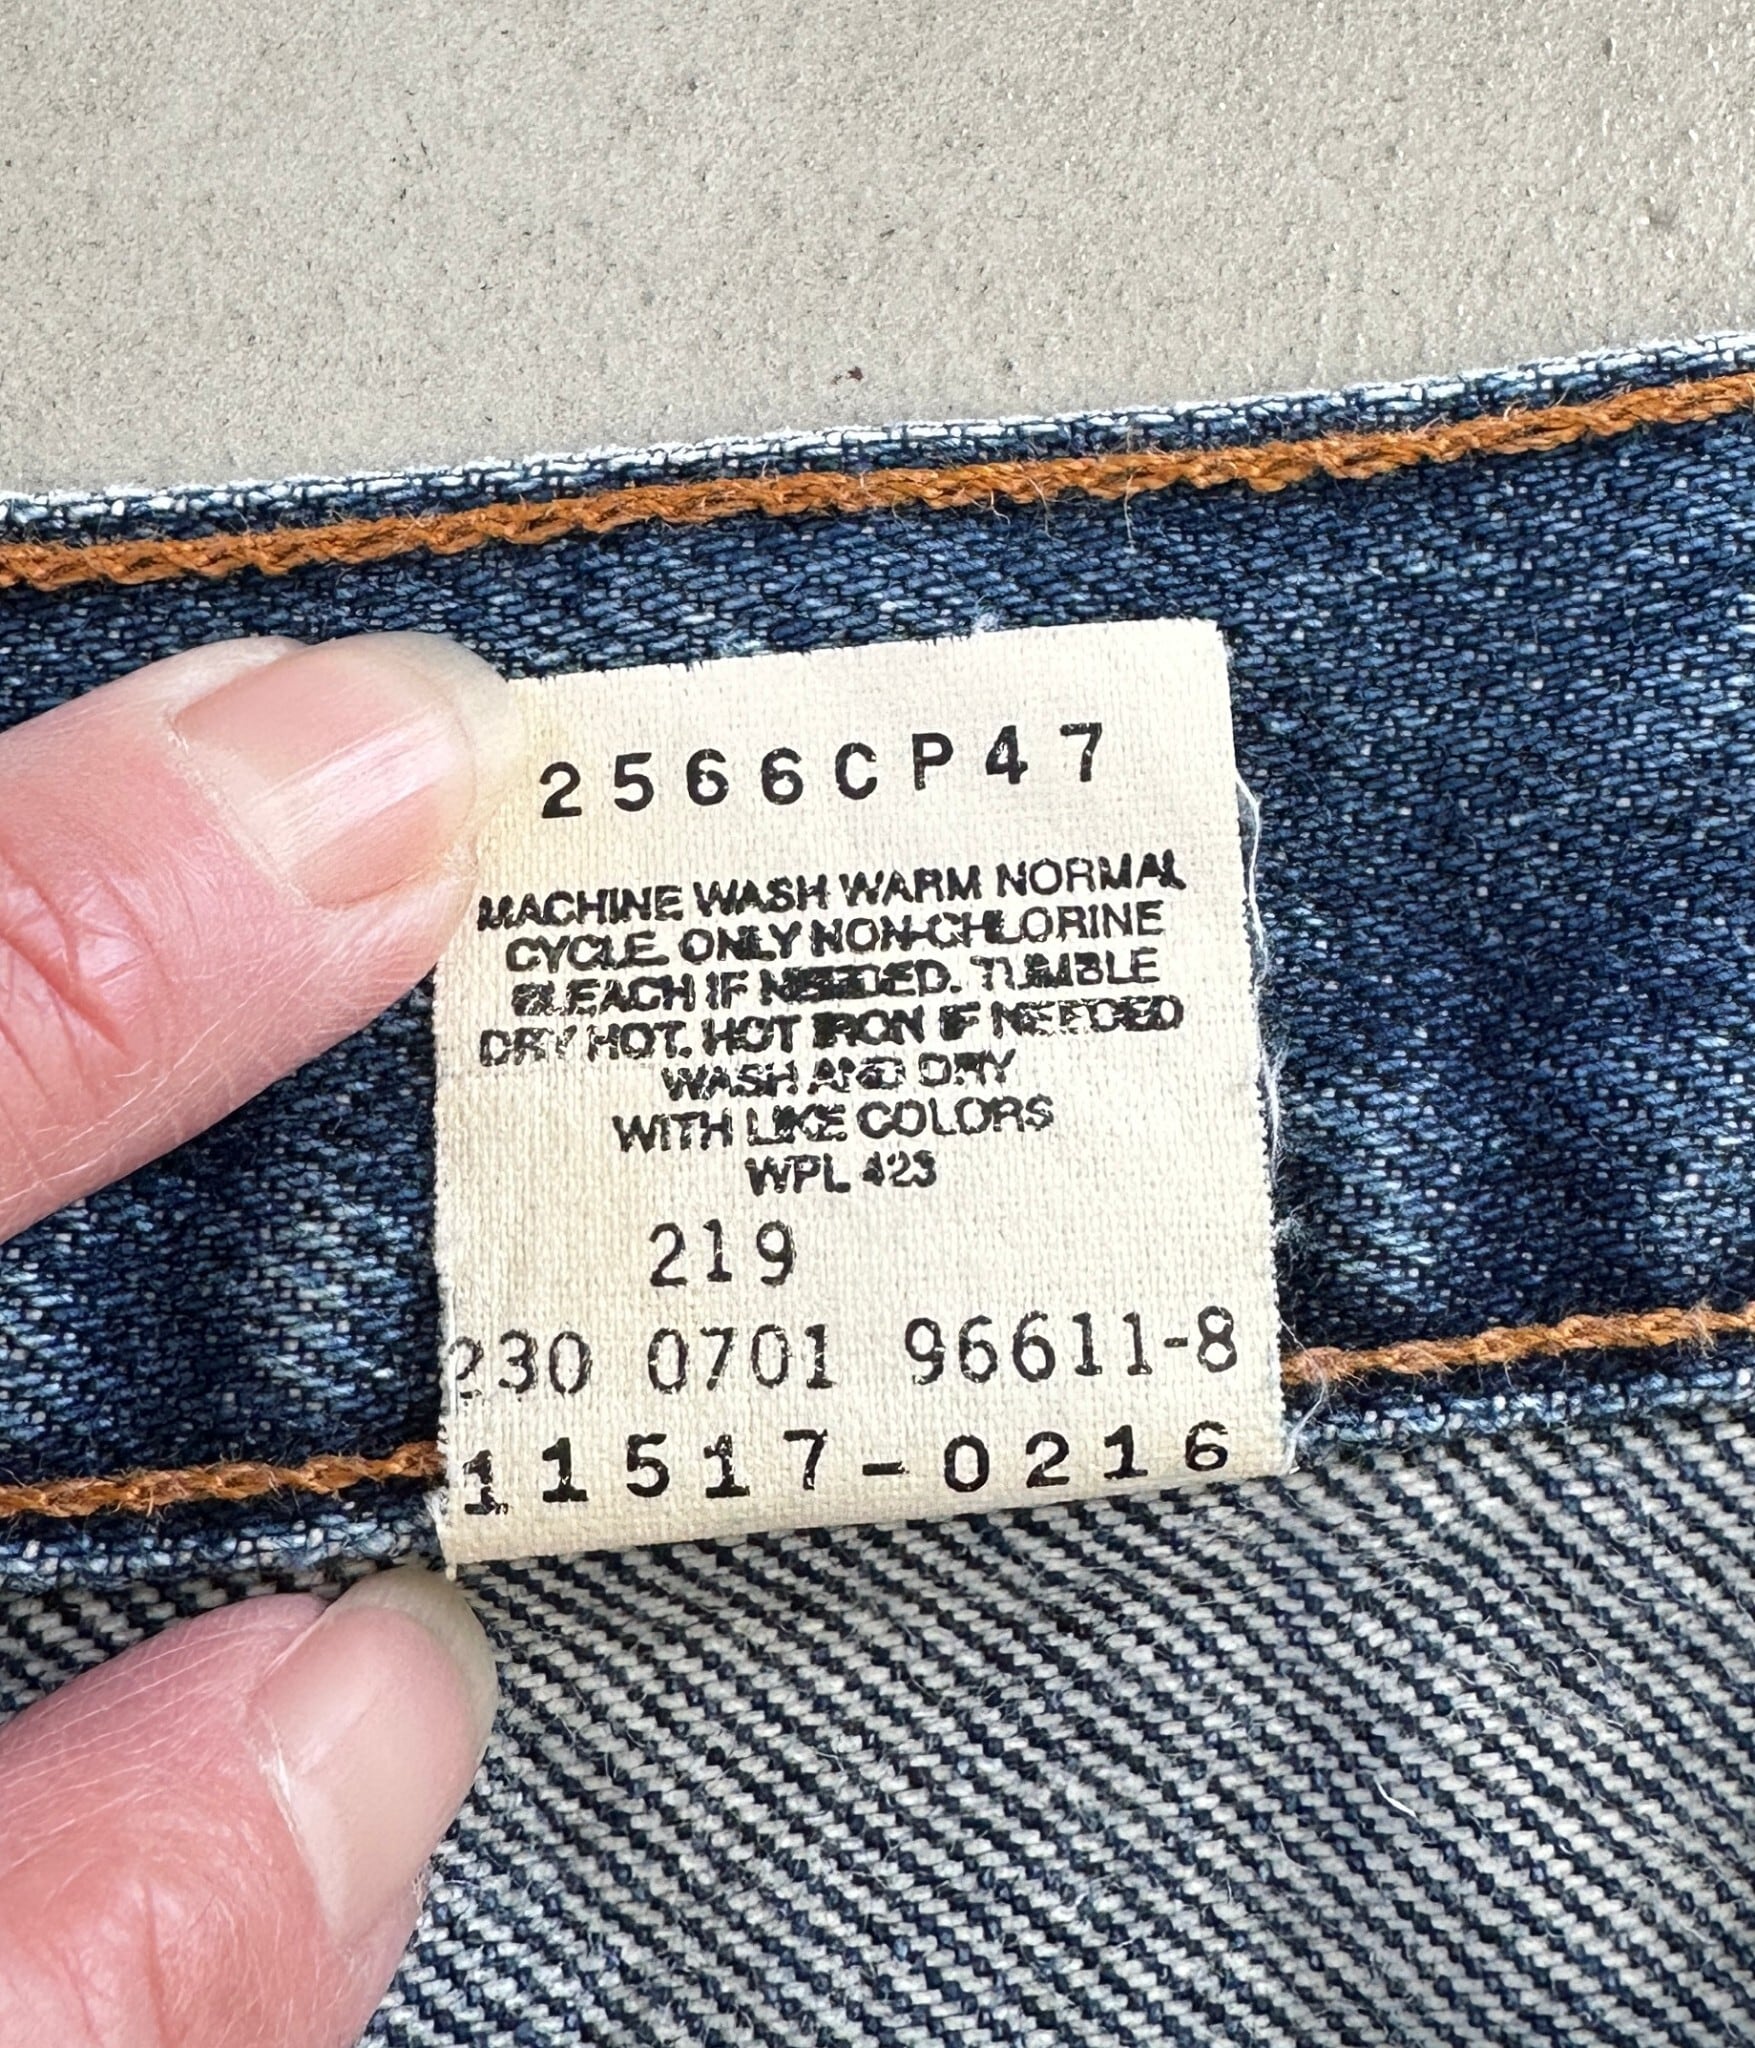 2566CP47
MACHINE WASH WARM NORMAL
CYCLE. ONLY NON-CHLORINE
BLEACH IF NEEDED. TUMBLE
DRY HOT. HOT IRON IF NEEDED
WASH AND DRY
WITH LIKE COLORS
WPL 423
219
230 0701 96611-8
11517-0216